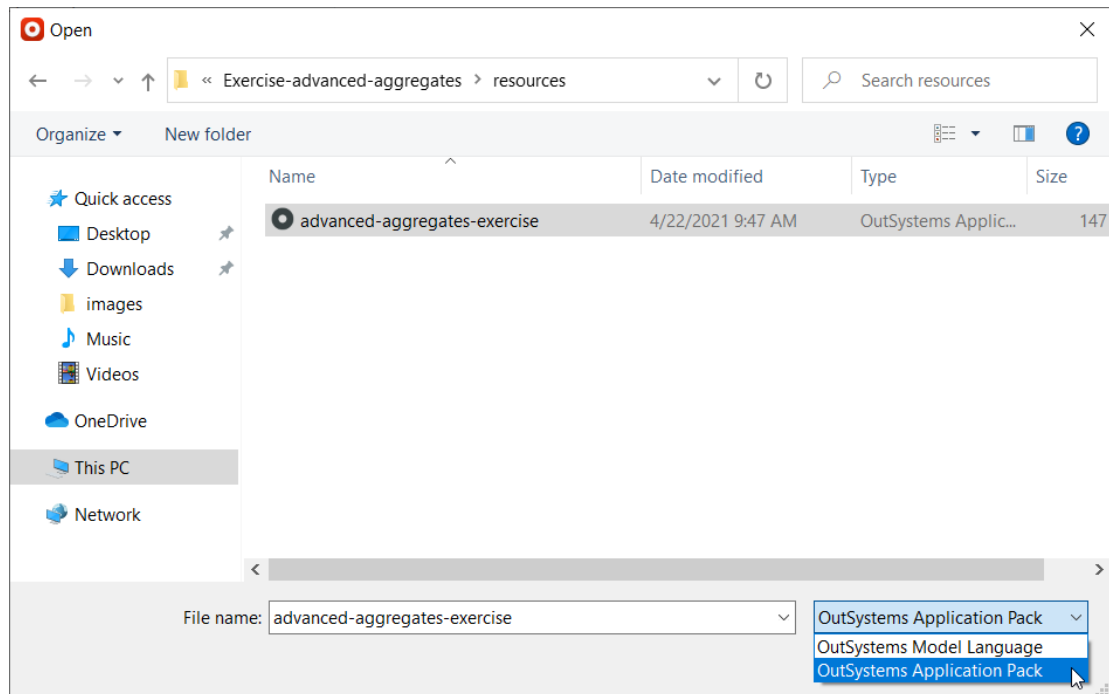 Open
« Exercise-advanced-aggregates > resources
Search resources
Organize
New folder
?
Name
Date modified
Type
Size
Quick access
Desktop
Downloads
images
Music
Videos
OneDrive
This PC
Network
advanced-aggregates-exercise 4/22/2021 9:47 AM OutSystems Applic... 147
File name: advanced-aggregates-exercise
OutSystems Application Pack
OutSystems Model Language
OutSystems Application Pack